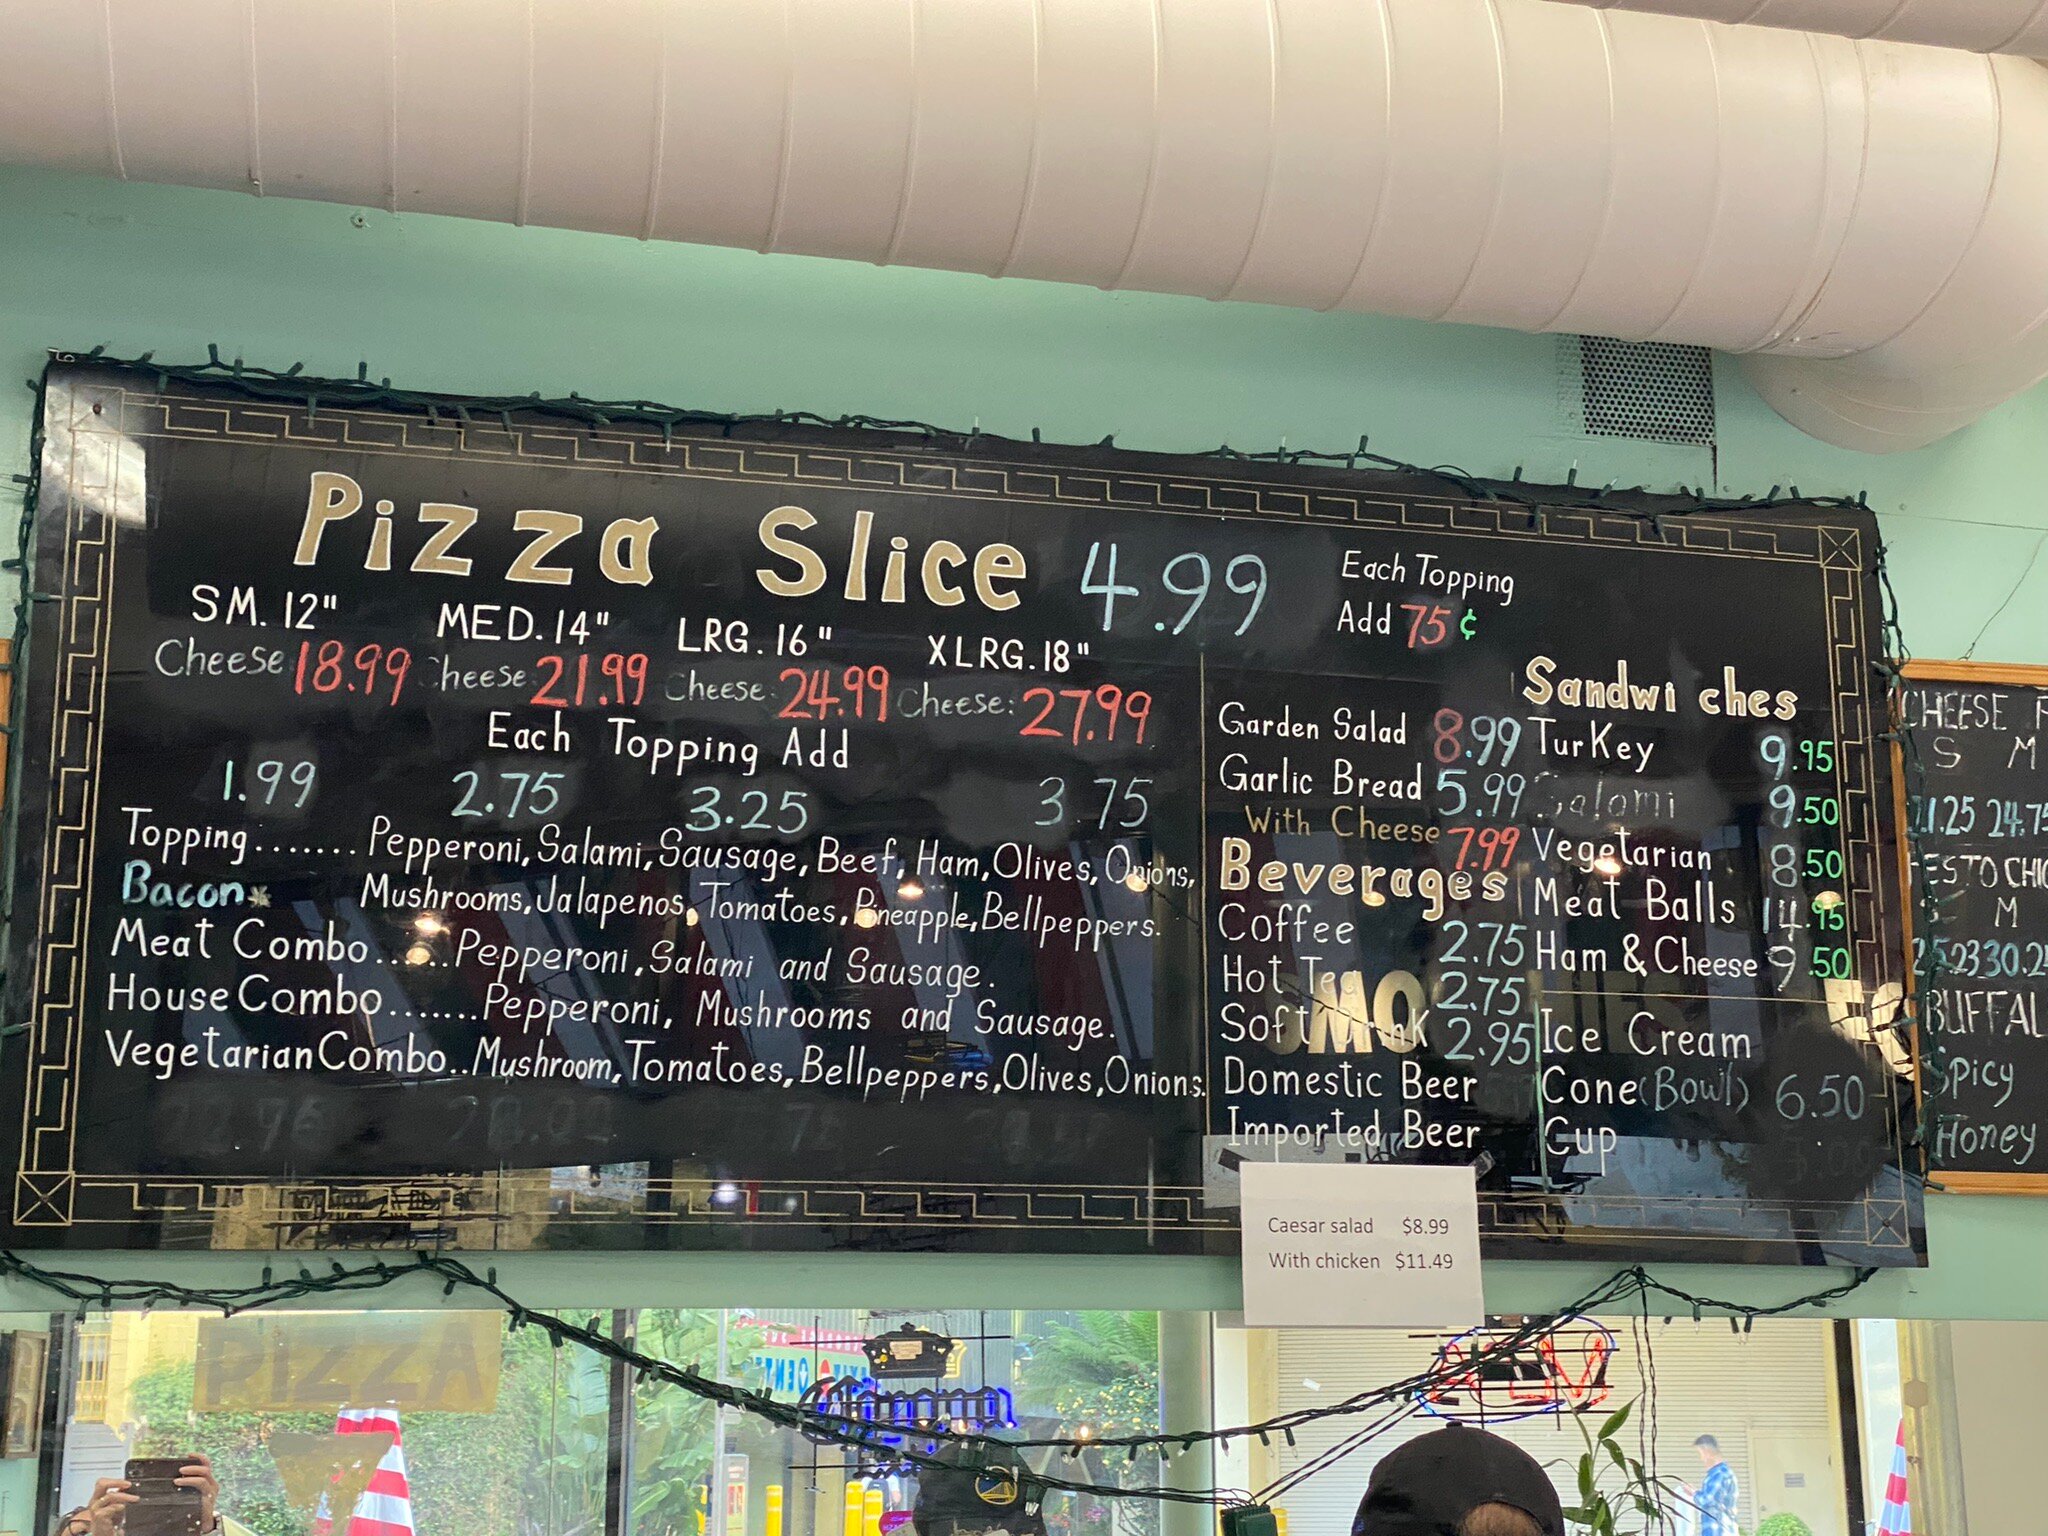 Pizza Slice 4.99
Each Topping
Add 75¢
SM. 12" MED. 14" LRG. 16" XLRG. 18"
Cheese 18.99 Cheese 21.99 Cheese 24.99 Cheese: 27.99
Each Topping Add
1.99 2.75 3.25 3.75
Topping....... Pepperoni, Salami, Sausage, Beef, Ham, Olives, Onions,
Bacon Mushrooms, Jalapenos, Tomatoes, Pineapple, Bellpeppers.
Meat Combo...... Pepperoni, Salami and Sausage.
House Combo....... Pepperoni, Mushrooms and Sausage.
Vegetarian Combo.. Mushroom, Tomatoes, Bellpeppers, Olives, Onions.
Garden Salad 8.99
Garlic Bread 5.99
With Cheese 7.99
Beverages
Coffee 2.75
Hot Tea 2.75
Soft Drink 2.95
Domestic Beer
Imported Beer
Sandwiches
Turkey 9.95
Salami 9.50
Vegetarian 8.50
Meat Balls 14.95
Ham & Cheese 9.50
Ice Cream
Cone (Bowl) 6.50
Cup
Caesar salad $8.99
With chicken $11.49
CHEESE
S M
24.75
M
BUFFAL
Spicy
Honey
PIZZA